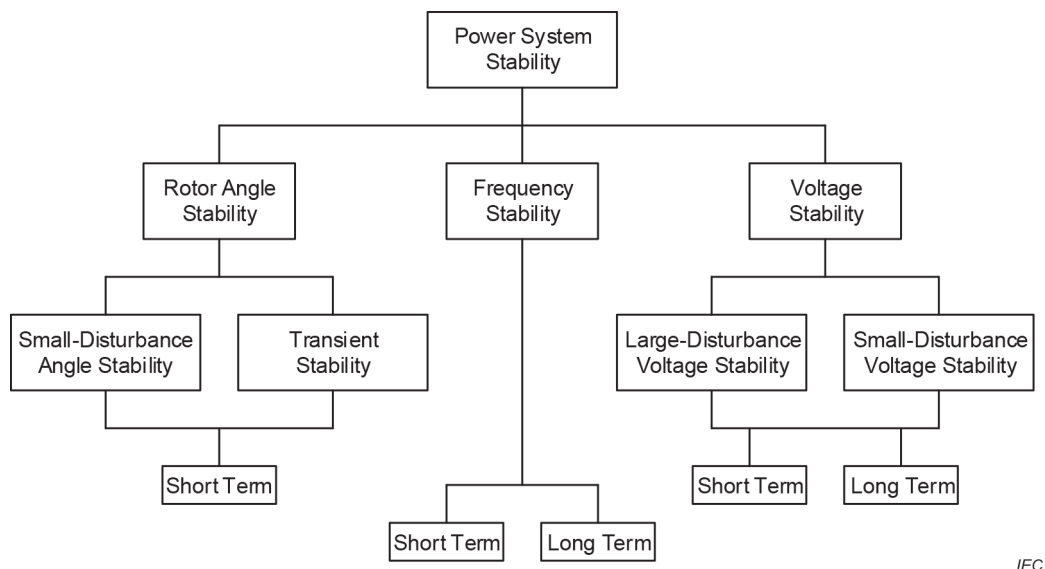 Power System
Stability
Rotor Angle
Stability
Frequency
Stability
Voltage
Stability
Small-Disturbance
Angle Stability
Transient
Stability
Large-Disturbance
Voltage Stability
Small-Disturbance
Voltage Stability
Short Term
Short Term
Long Term
Short Term
Long Term
IEC